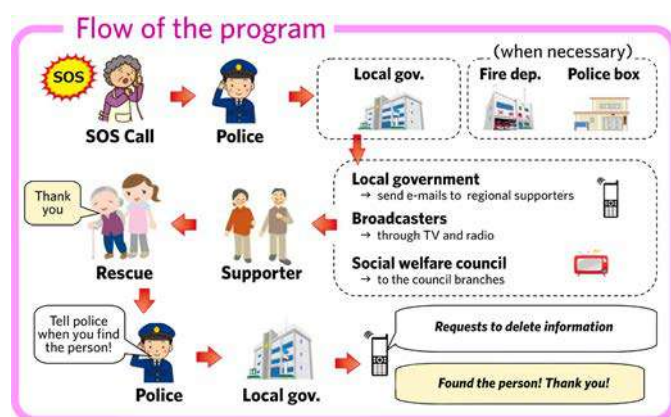 Flow of the program
SOS
SOS Call
Police
(when necessary)
Local gov.
Fire dep.
Police box
Local government
→ send e-mails to regional supporters
Broadcasters
→ through TV and radio
Social welfare council
→ to the council branches
Supporter
Thank
you
Rescue
Tell police
when you find
the person!
Police
Local gov.
Requests to delete information
Found the person! Thank you!